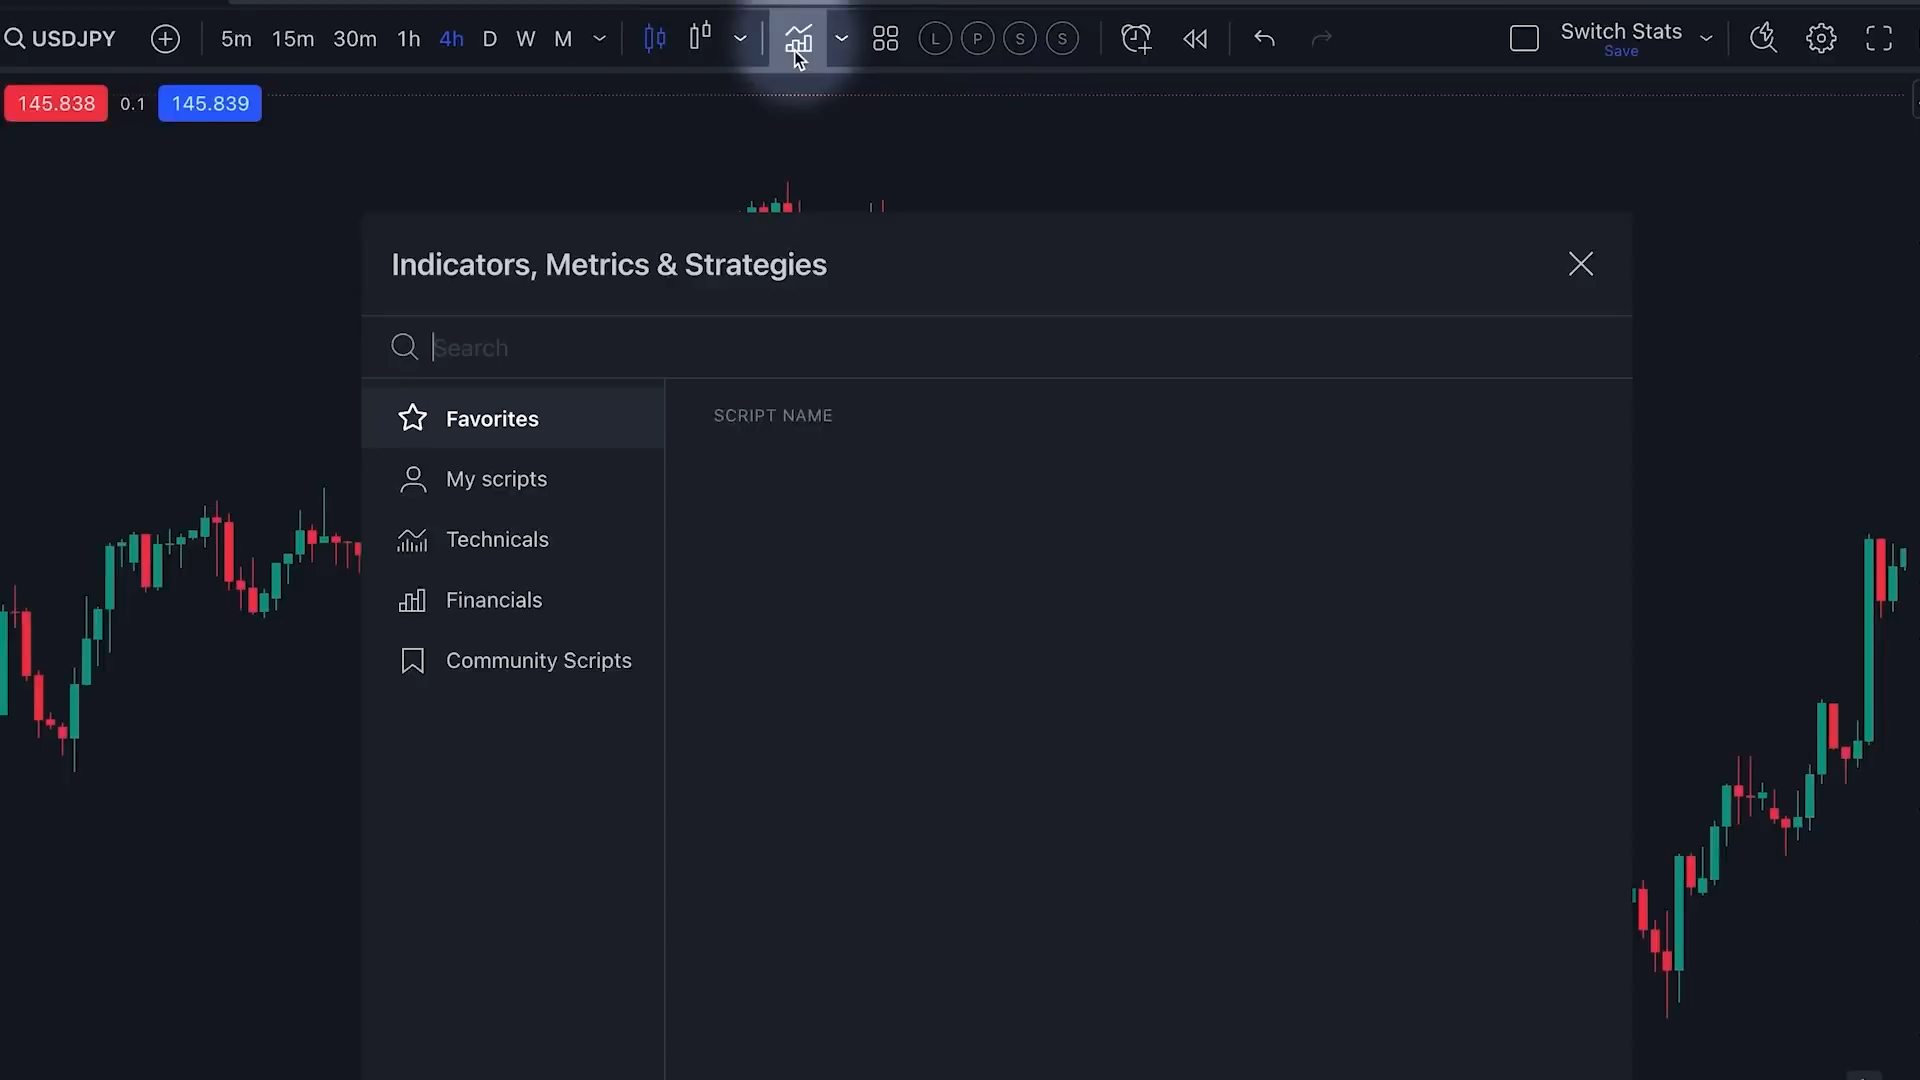 USDJPY 5m 15m 30m 1h 4h D W M L P S S Switch Stats
Save
145.838 0.1 145.839
Indicators, Metrics & Strategies
Search
Favorites
SCRIPT NAME
My scripts
Technicals
Financials
Community Scripts